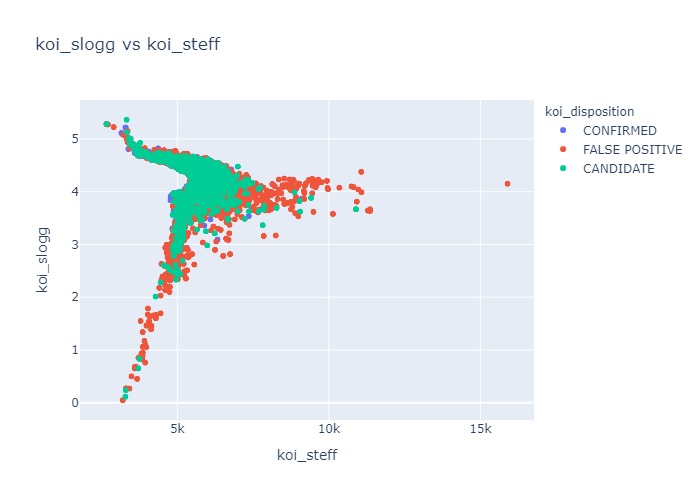 koi_slogg vs koi_steff
koi_disposition
CONFIRMED
FALSE POSITIVE
CANDIDATE
5
4
3
2
1
0
koi_slogg
5k
10k
15k
koi_steff